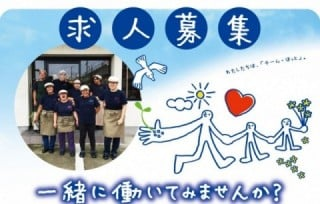 求人募集
わたしたちは、「チーム・ほっと」。
一緒に働いてみませんか?